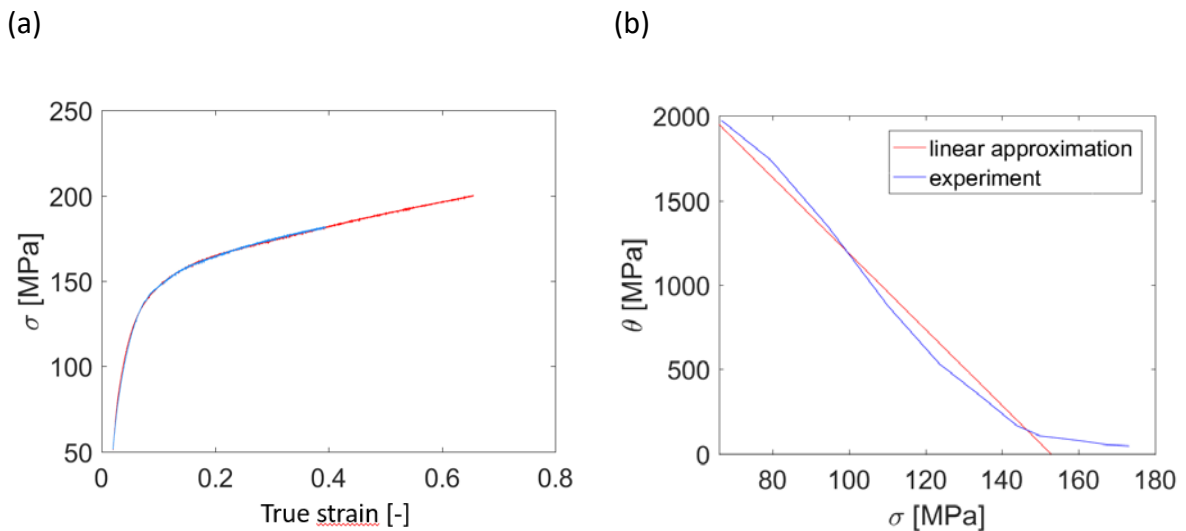 (a)
(b)
250
200
150
100
50
σ [MPa]
0
0.2
0.4
0.6
0.8
True strain [-]
2000
1500
1000
500
0
θ [MPa]
linear approximation
experiment
80
100
120
140
160
180
σ [MPa]